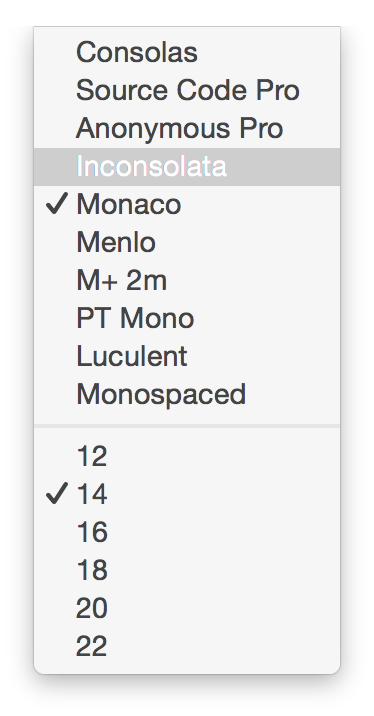 Consolas
Source Code Pro
Anonymous Pro
Inconsolata
✓ Monaco
Menlo
M+ 2m
PT Mono
Luculent
Monospaced
12
✓ 14
16
18
20
22